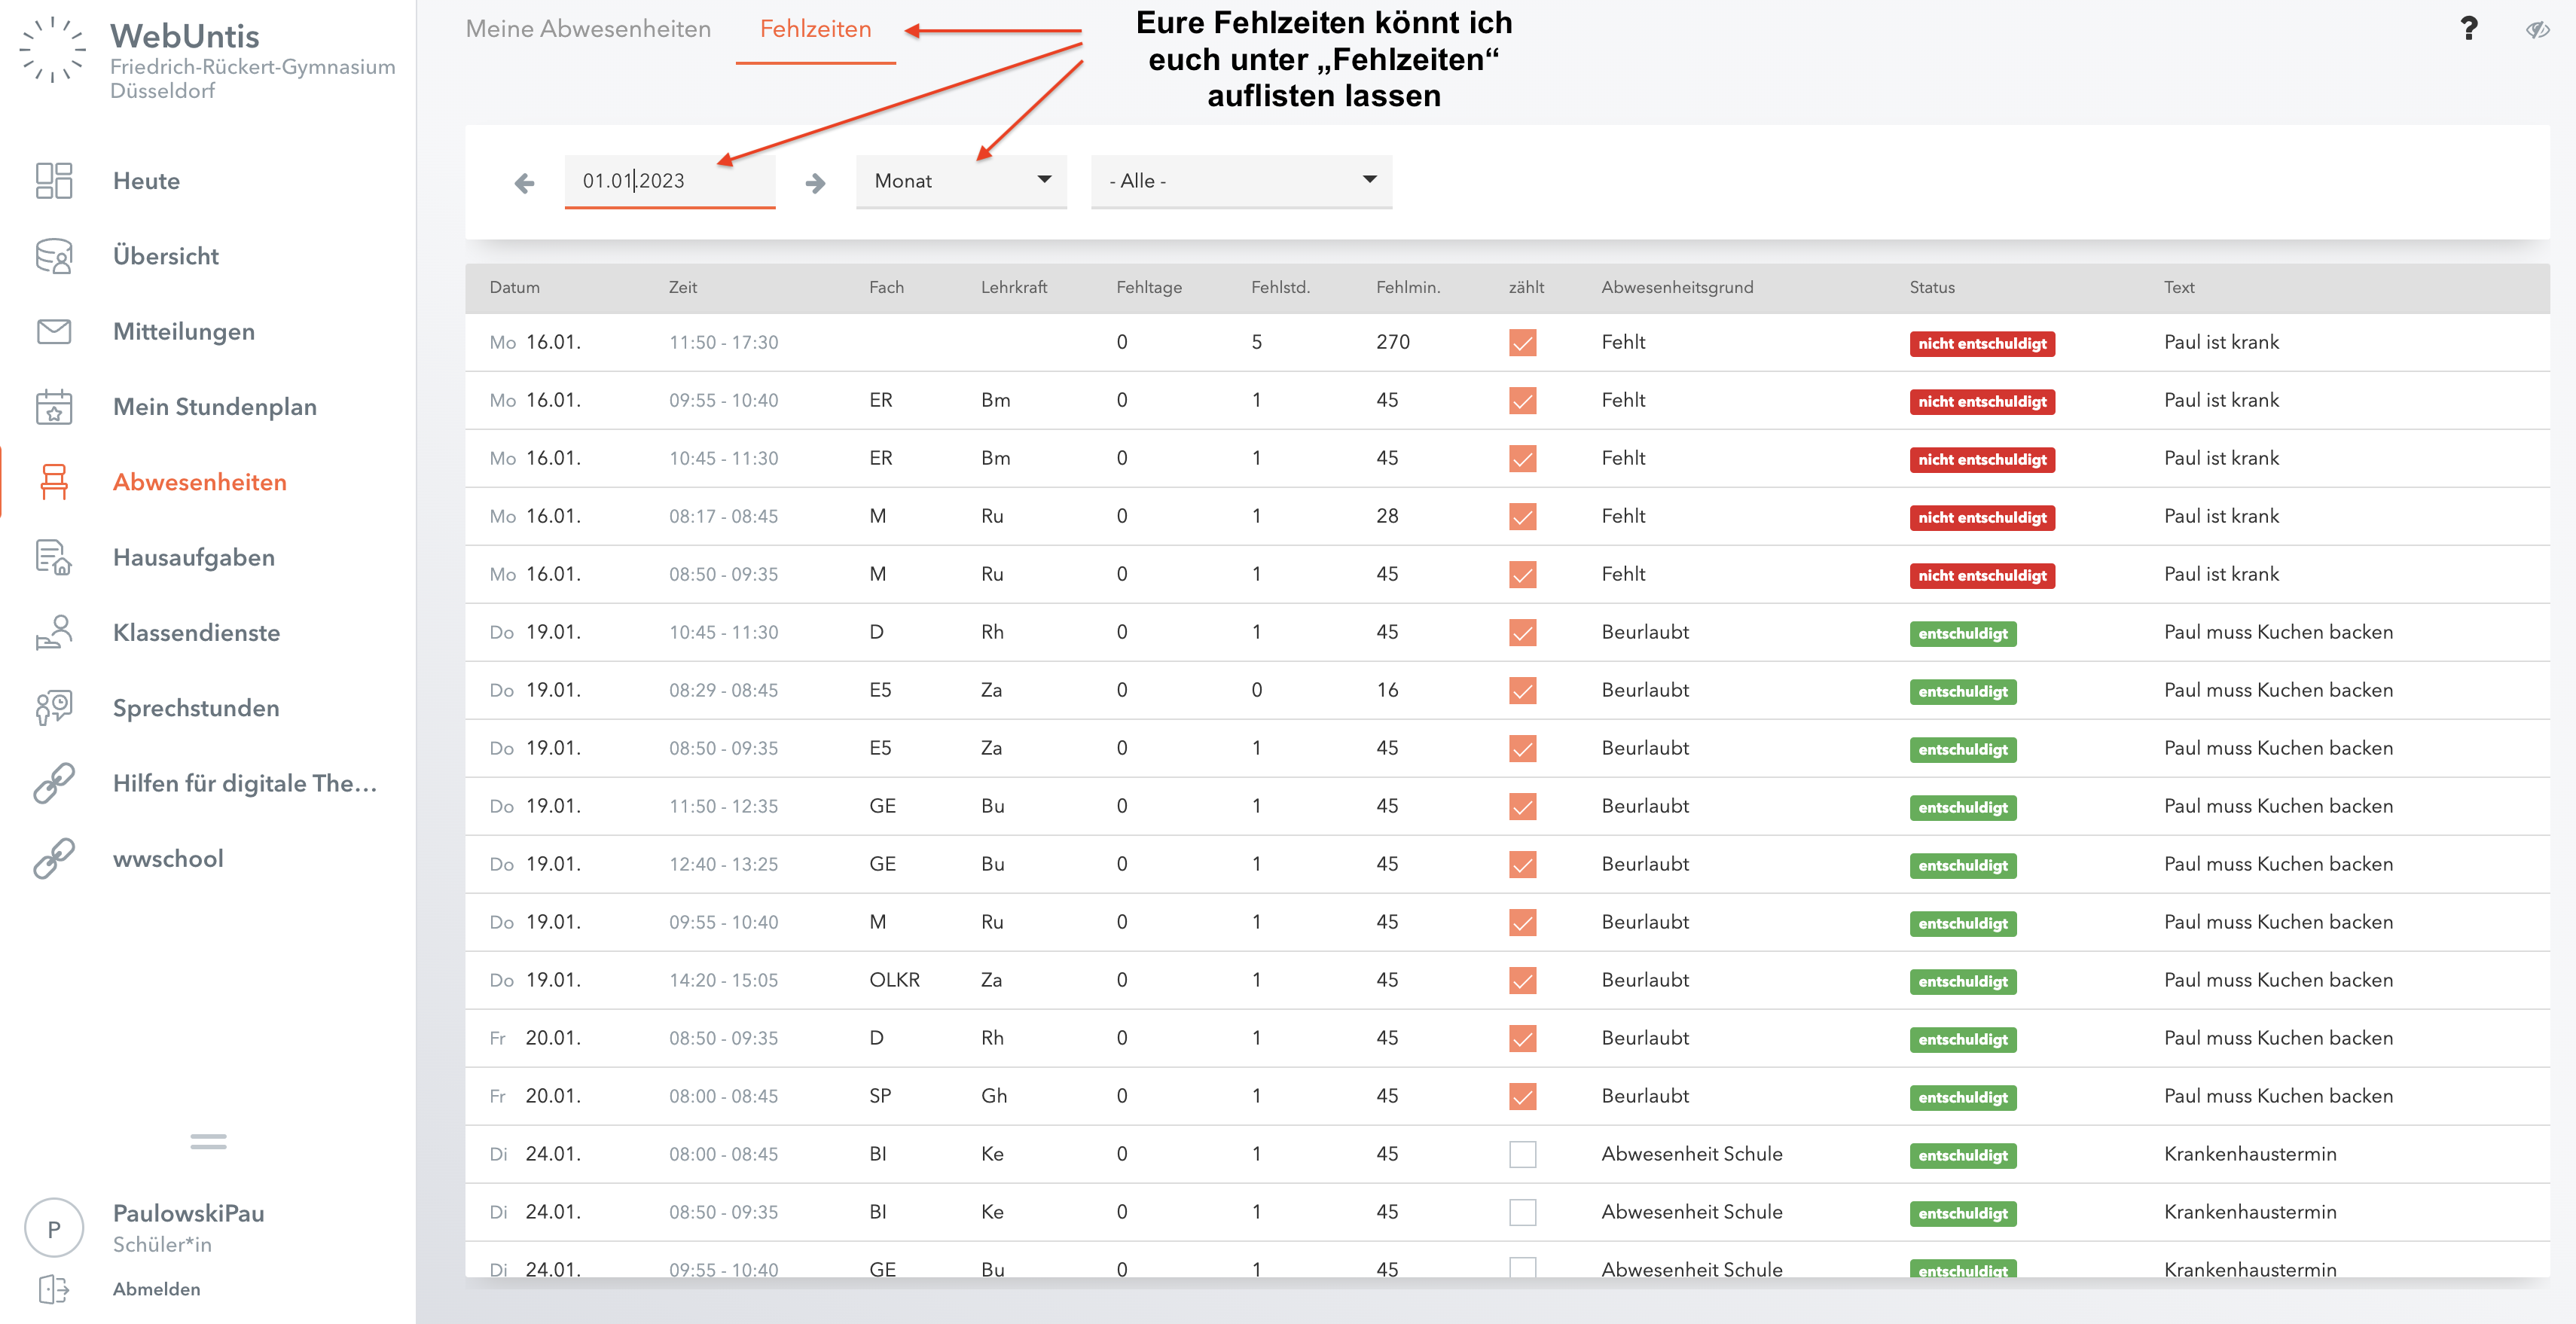 WebUntis
Friedrich-Rückert-Gymnasium
Düsseldorf
Heute
Übersicht
Mitteilungen
Mein Stundenplan
Abwesenheiten
Hausaufgaben
Klassendienste
Sprechstunden
Hilfen für digitale The...
wwschool
P
PaulowskiPau
Schüler*in
Abmelden
Meine Abwesenheiten Fehlzeiten
Eure Fehlzeiten könnt ich
euch unter „Fehlzeiten“
auflisten lassen
?
01.01.2023 Monat - Alle -
Datum Zeit Fach Lehrkraft Fehltage Fehlstd. Fehlmin. zählt Abwesenheitsgrund Status Text
Mo 16.01. 11:50 - 17:30 0 5 270 Fehlt nicht entschuldigt Paul ist krank
Mo 16.01. 09:55 - 10:40 ER Bm 0 1 45 Fehlt nicht entschuldigt Paul ist krank
Mo 16.01. 10:45 - 11:30 ER Bm 0 1 45 Fehlt nicht entschuldigt Paul ist krank
Mo 16.01. 08:17 - 08:45 M Ru 0 1 28 Fehlt nicht entschuldigt Paul ist krank
Mo 16.01. 08:50 - 09:35 M Ru 0 1 45 Fehlt nicht entschuldigt Paul ist krank
Do 19.01. 10:45 - 11:30 D Rh 0 1 45 Beurlaubt entschuldigt Paul muss Kuchen backen
Do 19.01. 08:29 - 08:45 E5 Za 0 0 16 Beurlaubt entschuldigt Paul muss Kuchen backen
Do 19.01. 08:50 - 09:35 E5 Za 0 1 45 Beurlaubt entschuldigt Paul muss Kuchen backen
Do 19.01. 11:50 - 12:35 GE Bu 0 1 45 Beurlaubt entschuldigt Paul muss Kuchen backen
Do 19.01. 12:40 - 13:25 GE Bu 0 1 45 Beurlaubt entschuldigt Paul muss Kuchen backen
Do 19.01. 09:55 - 10:40 M Ru 0 1 45 Beurlaubt entschuldigt Paul muss Kuchen backen
Do 19.01. 14:20 - 15:05 OLKR Za 0 1 45 Beurlaubt entschuldigt Paul muss Kuchen backen
Fr 20.01. 08:50 - 09:35 D Rh 0 1 45 Beurlaubt entschuldigt Paul muss Kuchen backen
Fr 20.01. 08:00 - 08:45 SP Gh 0 1 45 Beurlaubt entschuldigt Paul muss Kuchen backen
Di 24.01. 08:00 - 08:45 BI Ke 0 1 45 Abwesenheit Schule entschuldigt Krankenhaustermin
Di 24.01. 08:50 - 09:35 BI Ke 0 1 45 Abwesenheit Schule entschuldigt Krankenhaustermin
Di 24.01. 09:55 - 10:40 GE Bu 0 1 45 Abwesenheit Schule entschuldigt Krankenhaustermin